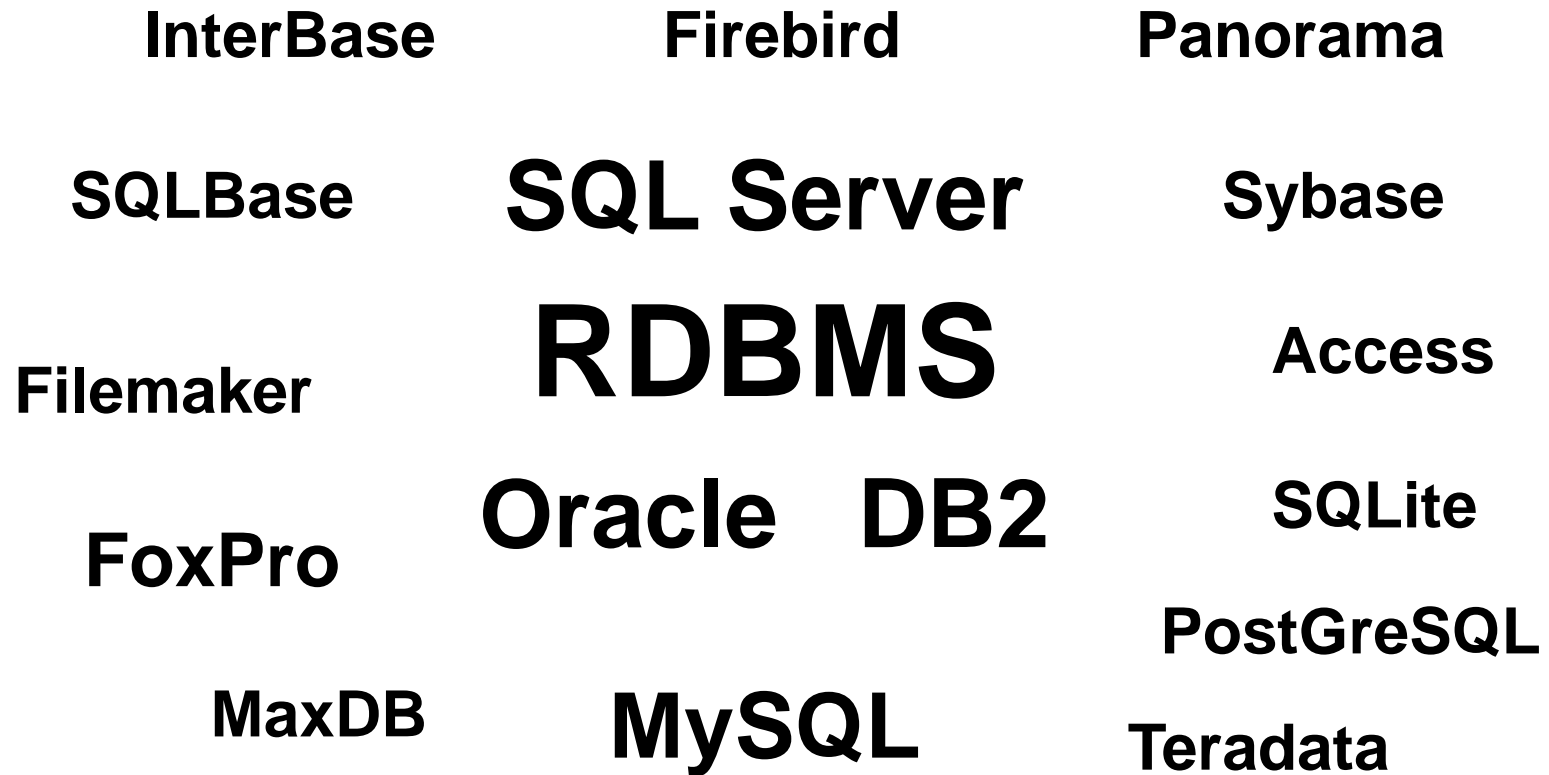 InterBase Firebird Panorama
SQLBase SQL Server Sybase
RDBMS
Access
Filemaker
Oracle DB2
SQLite
FoxPro
PostGreSQL
MaxDB
MySQL
Teradata